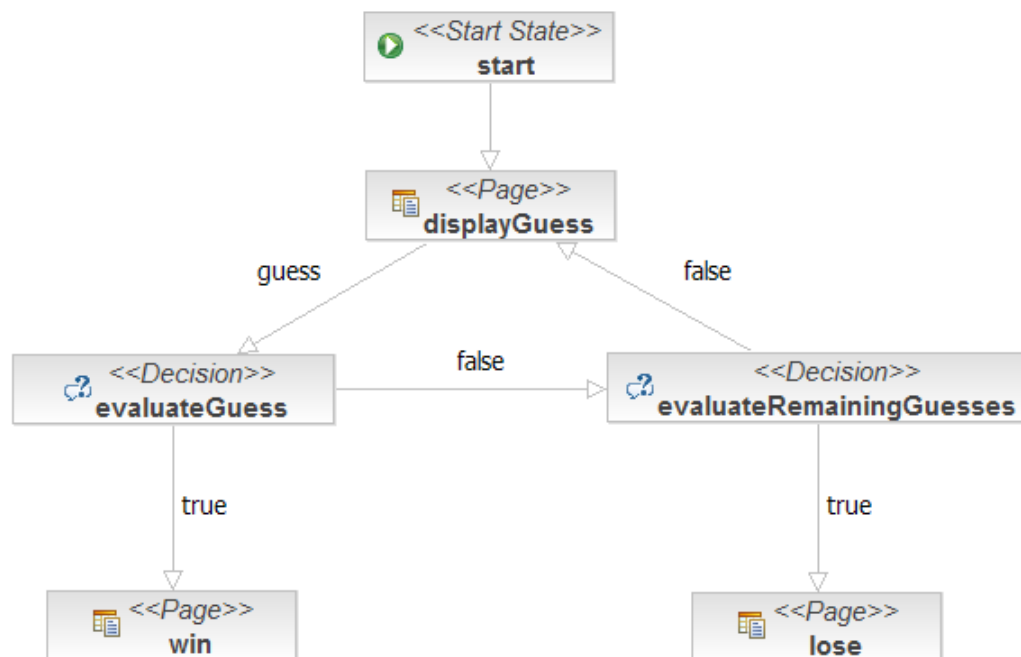 <<Start State>>
start
<<Page>>
displayGuess
guess
false
<<Decision>>
evaluateGuess
false
<<Decision>>
evaluateRemainingGuesses
true
true
<<Page>>
win
<<Page>>
lose